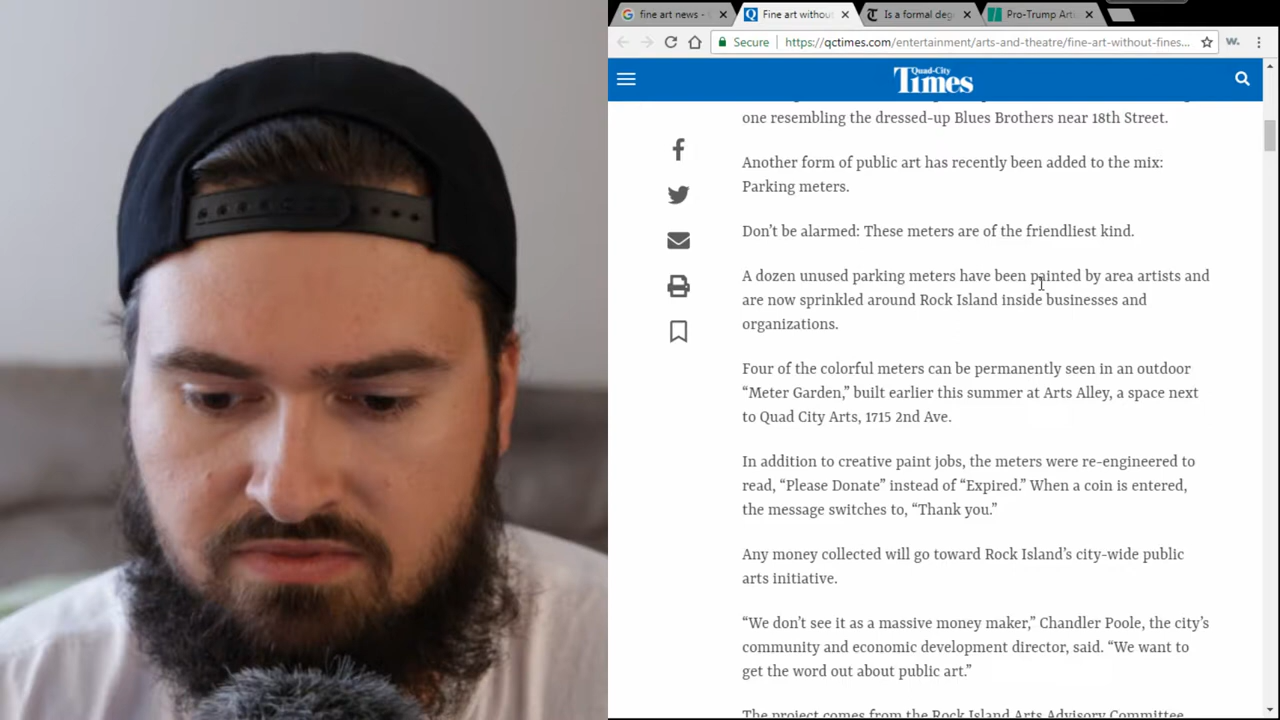 fine art news -
Fine art withou
Is a formal deg
Pro-Trump Art
Secure
https://qctimes.com/entertainment/arts-and-theatre/fine-art-without-fines...
w.
Quad-City
Times
one resembling the dressed-up Blues Brothers near 18th Street.
Another form of public art has recently been added to the mix:
Parking meters.
Don’t be alarmed: These meters are of the friendliest kind.
A dozen unused parking meters have been painted by area artists and
are now sprinkled around Rock Island inside businesses and
organizations.
Four of the colorful meters can be permanently seen in an outdoor
“Meter Garden,” built earlier this summer at Arts Alley, a space next
to Quad City Arts, 1715 2nd Ave.
In addition to creative paint jobs, the meters were re-engineered to
read, “Please Donate” instead of “Expired.” When a coin is entered,
the message switches to, “Thank you.”
Any money collected will go toward Rock Island’s city-wide public
arts initiative.
“We don’t see it as a massive money maker,” Chandler Poole, the city’s
community and economic development director, said. “We want to
get the word out about public art.”
The project comes from the Rock Island Arts Advisory Committee